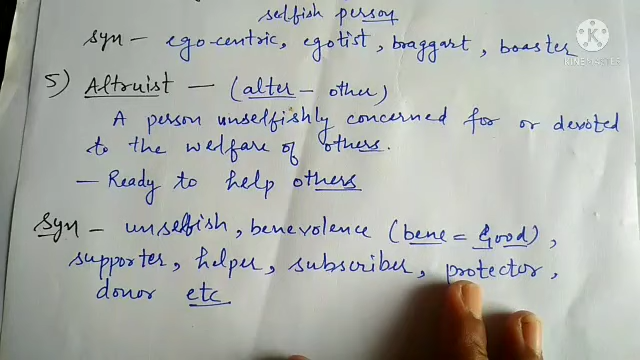 selfish person
Syn - ego-centric, egotist, braggart, boaster
5) Altruist - (alter - other)
A person unselfishly concerned for or devoted
to the welfare of others.
- Ready to help others
Syn - unselfish, benevolence (bene = Good),
supporter, helper, subscriber, protector,
donor etc
KINEMASTER